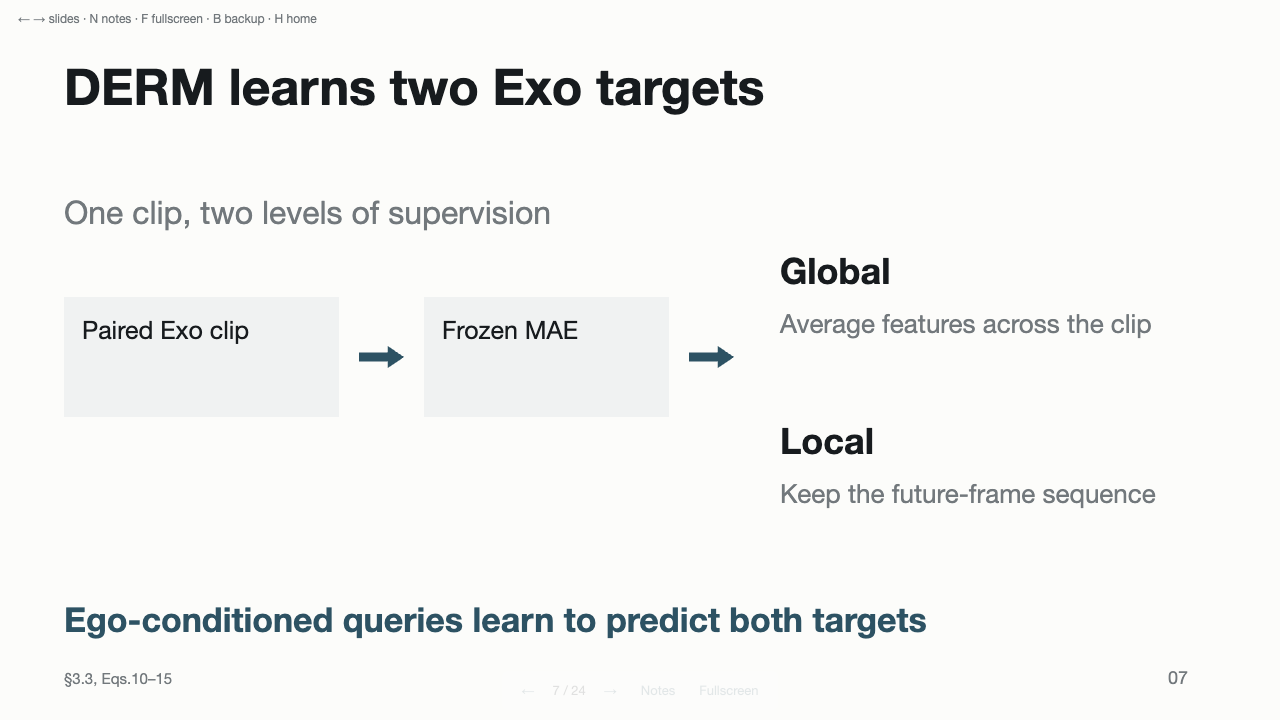 ← → slides · N notes · F fullscreen · B backup · H home
DERM learns two Exo targets
One clip, two levels of supervision
Paired Exo clip
Frozen MAE
Global
Average features across the clip
Local
Keep the future-frame sequence
Ego-conditioned queries learn to predict both targets
§3.3, Eqs.10–15
← 7 / 24 → Notes Fullscreen
07